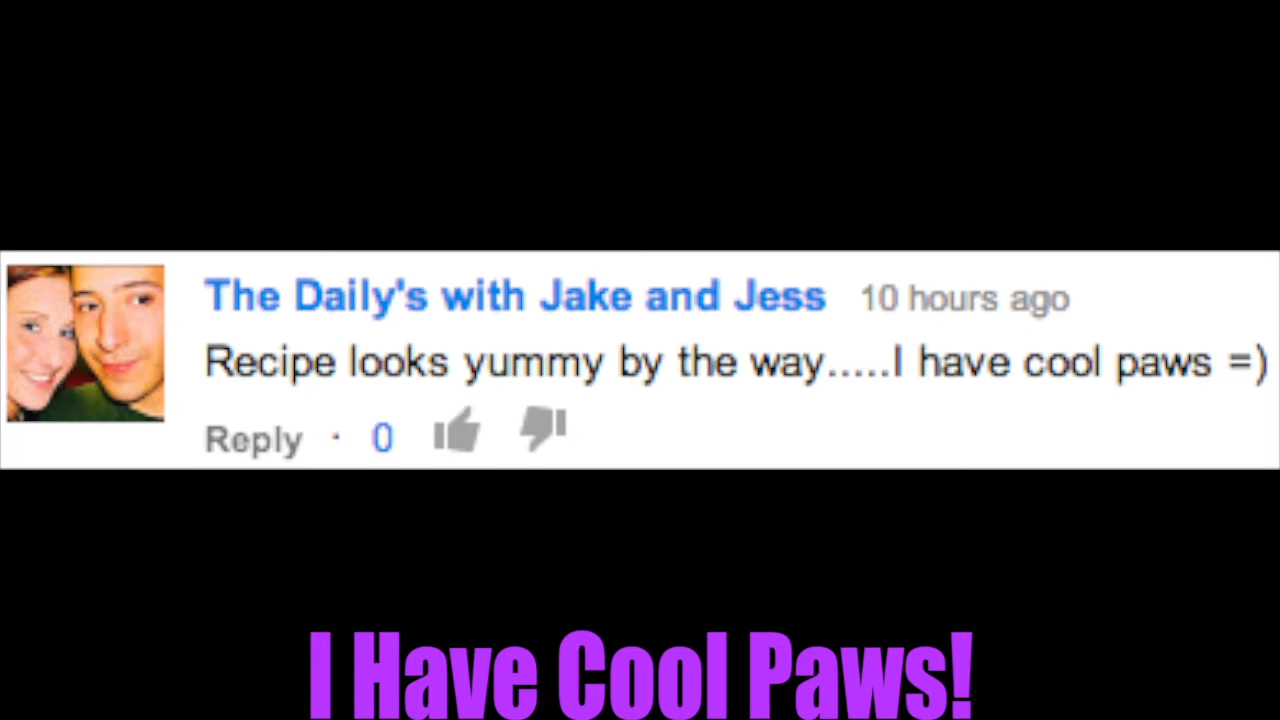 The Daily's with Jake and Jess 10 hours ago
Recipe looks yummy by the way.....I have cool paws =)
Reply · 0
I Have Cool Paws!